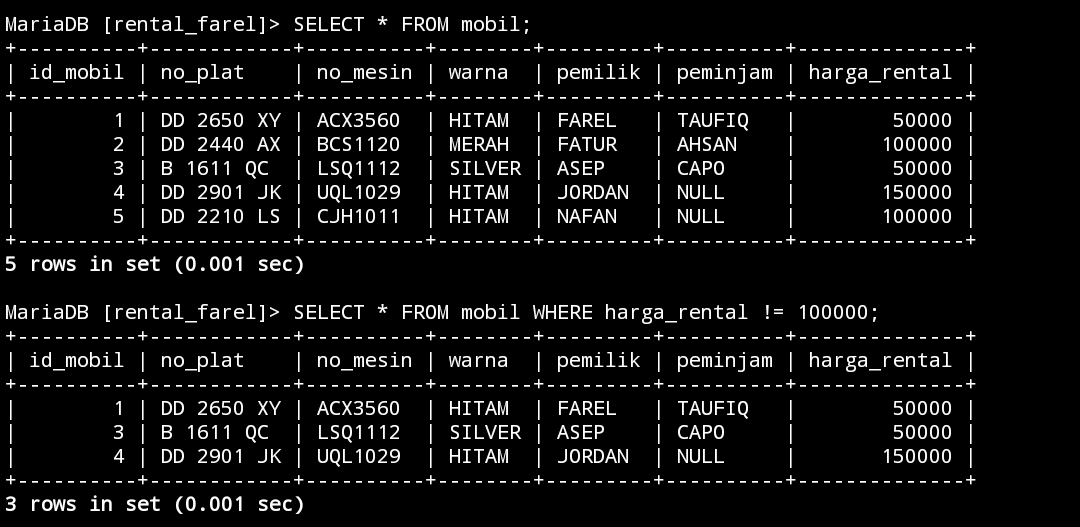 MariaDB [rental_farel]> SELECT * FROM mobil;
+----------+------------+----------+--------+---------+----------+--------------+
| id_mobil | no_plat    | no_mesin | warna  | pemilik | peminjam | harga_rental |
+----------+------------+----------+--------+---------+----------+--------------+
|        1 | DD 2650 XY | ACX3560  | HITAM  | FAREL   | TAUFIQ   |        50000 |
|        2 | DD 2440 AX | BCS1120  | MERAH  | FATUR   | AHSAN    |       100000 |
|        3 | B 1611 QC  | LSQ1112  | SILVER | ASEP    | CAPO     |        50000 |
|        4 | DD 2901 JK | UQL1029  | HITAM  | JORDAN  | NULL     |       150000 |
|        5 | DD 2210 LS | CJH1011  | HITAM  | NAFAN   | NULL     |       100000 |
+----------+------------+----------+--------+---------+----------+--------------+
5 rows in set (0.001 sec)
MariaDB [rental_farel]> SELECT * FROM mobil WHERE harga_rental != 100000;
+----------+------------+----------+--------+---------+----------+--------------+
| id_mobil | no_plat    | no_mesin | warna  | pemilik | peminjam | harga_rental |
+----------+------------+----------+--------+---------+----------+--------------+
|        1 | DD 2650 XY | ACX3560  | HITAM  | FAREL   | TAUFIQ   |        50000 |
|        3 | B 1611 QC  | LSQ1112  | SILVER | ASEP    | CAPO     |        50000 |
|        4 | DD 2901 JK | UQL1029  | HITAM  | JORDAN  | NULL     |       150000 |
+----------+------------+----------+--------+---------+----------+--------------+
3 rows in set (0.001 sec)